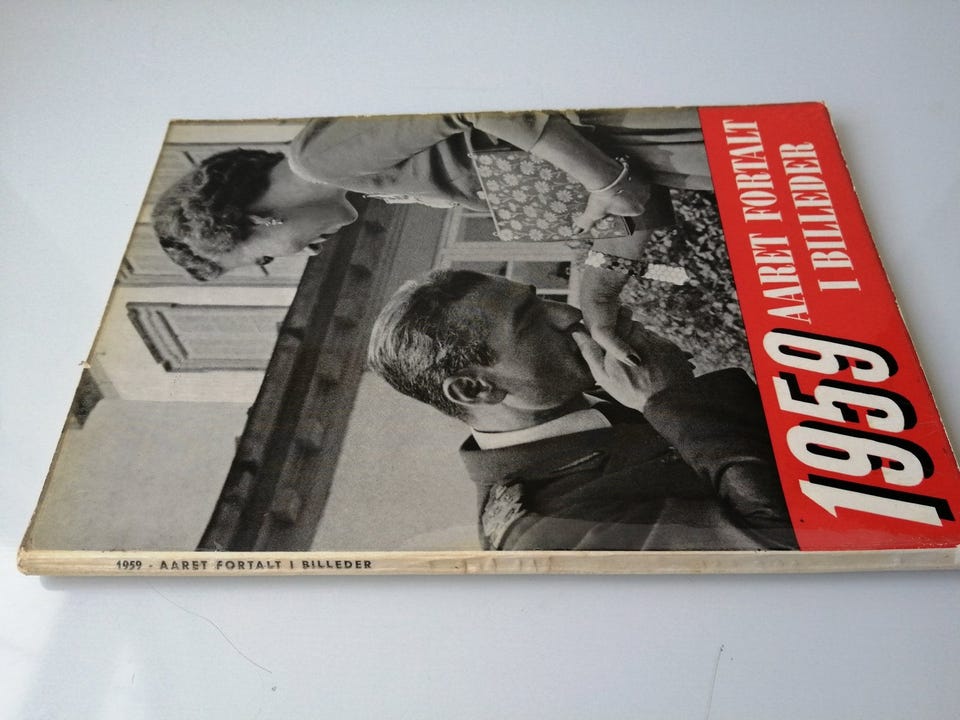 1959 AARET FORTALT
I BILLEDER
1959 - AARET FORTALT I BILLEDER